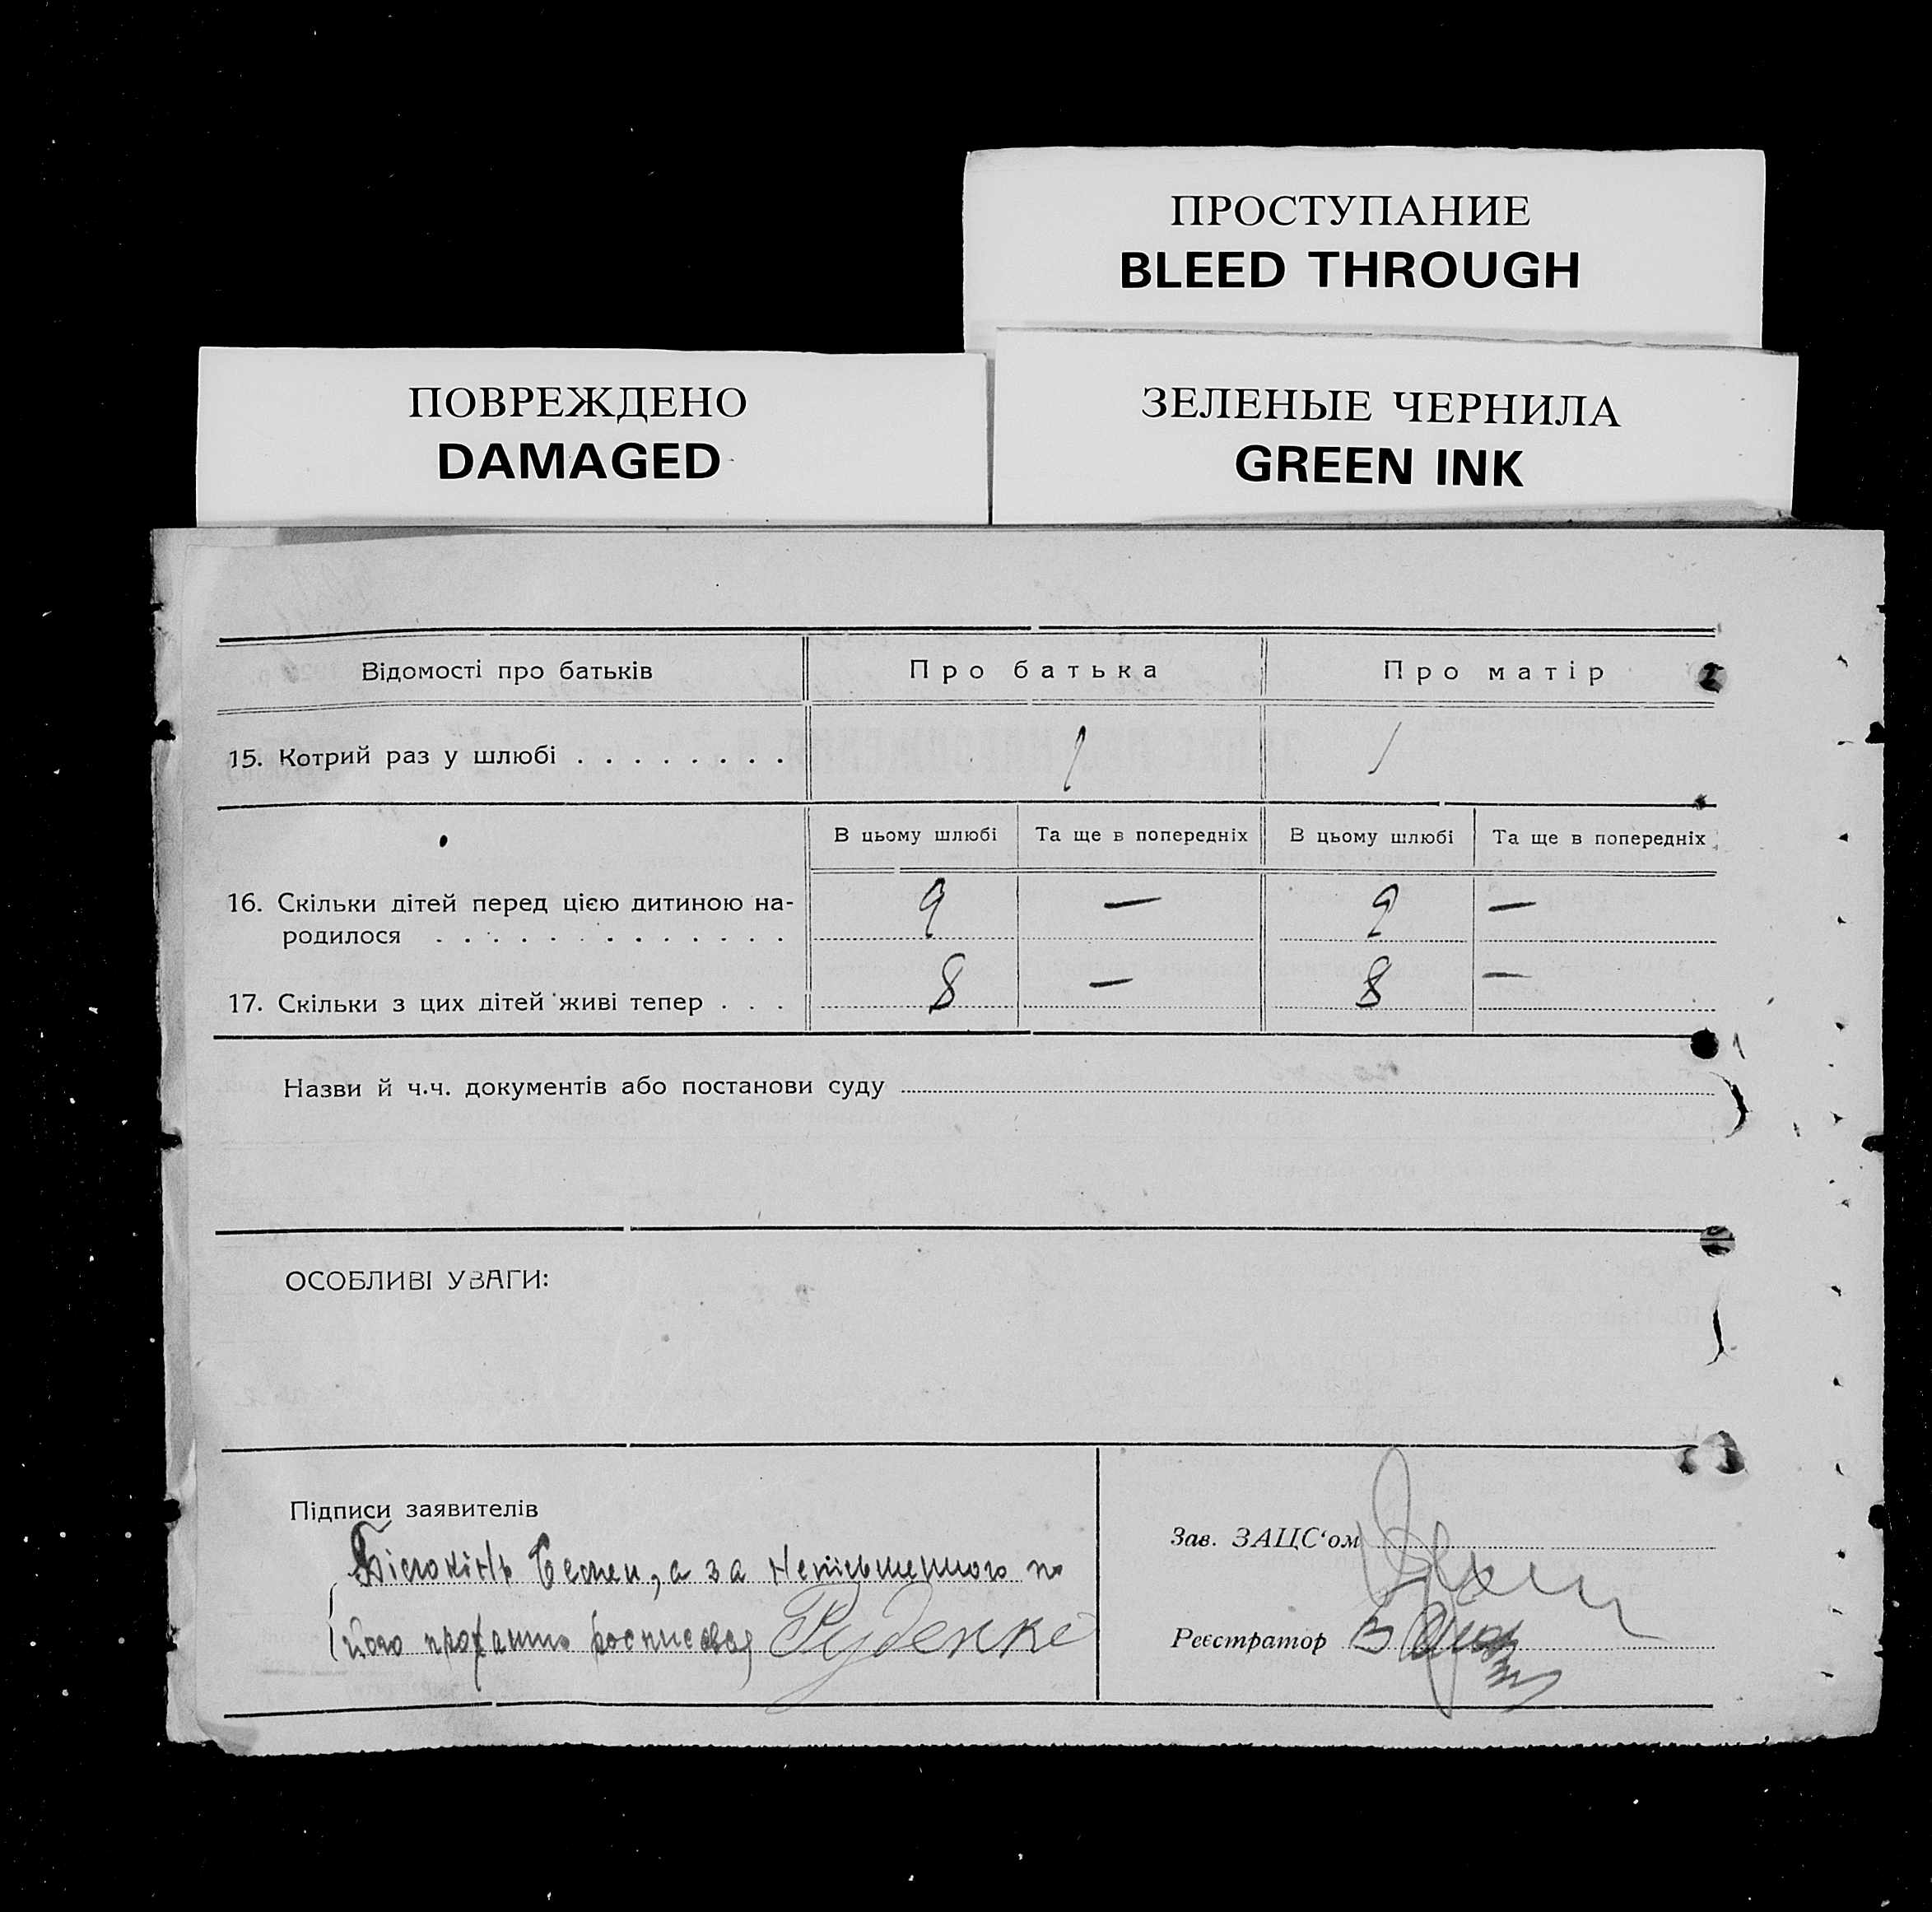 ПРОСТУПАНИЕ
BLEED THROUGH
ПОВРЕЖДЕНО
DAMAGED
ЗЕЛЕНЫЕ ЧЕРНИЛА
GREEN INK
Відомості про батьків Про батька Про матір
15. Котрий раз у шлюбі . . . . . . . . 1 1
В цьому шлюбі Та ще в попередніх В цьому шлюбі Та ще в попередніх
16. Скільки дітей перед цією дитиною на-
родилося . . . . . . . . . . . . . 9 — 9 —
17. Скільки з цих дітей живі тепер . . . 8 — 8 —
Назви й ч.ч. документів або постанови суду
ОСОБЛИВІ УВАГИ:
Підписи заявителів
а за по
його Руденко
Зав. ЗАЦС‘ом
Реєстратор В